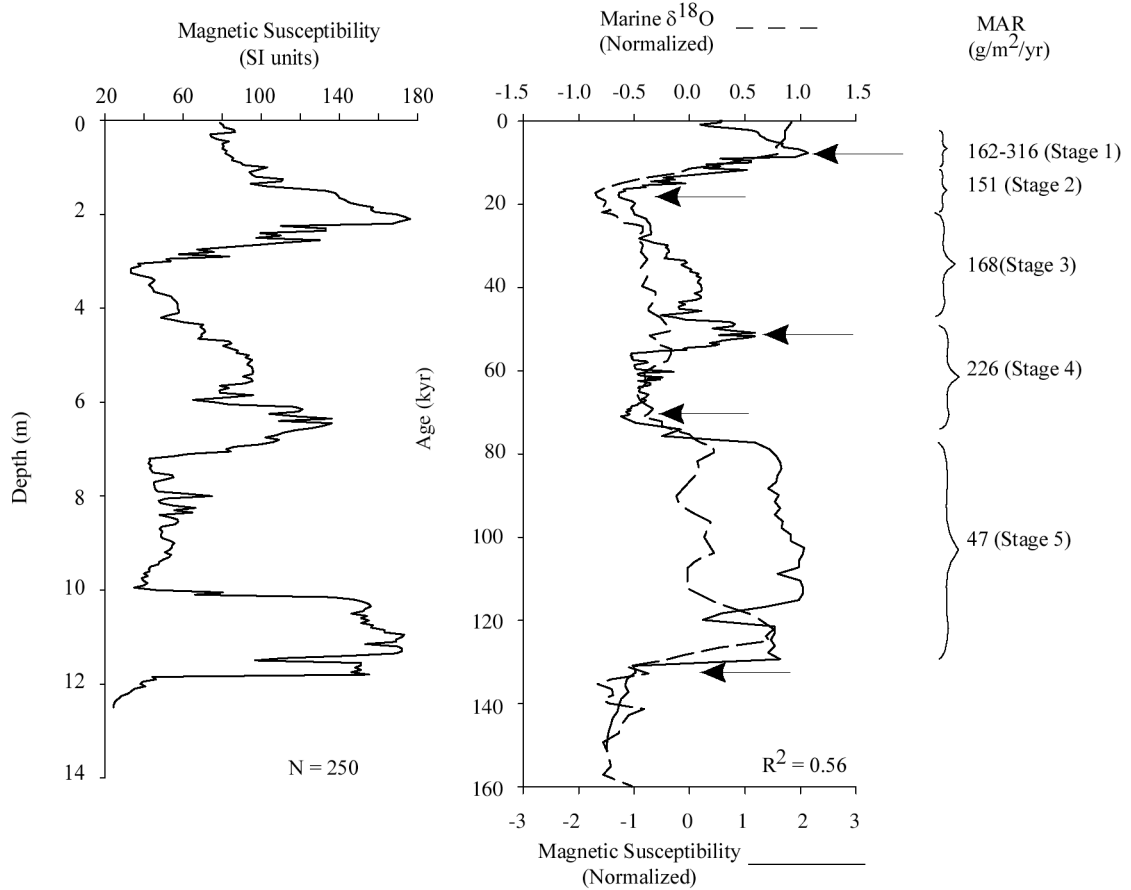 Magnetic Susceptibility
(SI units)
20 60 100 140 180
0
2
4
6
8
10
12
14
Depth (m)
N = 250
Marine δ18O
(Normalized)
-1.5 -1.0 -0.5 0.0 0.5 1.0 1.5
0
20
40
60
80
100
120
140
160
Age (kyr)
R2 = 0.56
-3 -2 -1 0 1 2 3
Magnetic Susceptibility
(Normalized)
MAR
(g/m2/yr)
162-316 (Stage 1)
151 (Stage 2)
168(Stage 3)
226 (Stage 4)
47 (Stage 5)